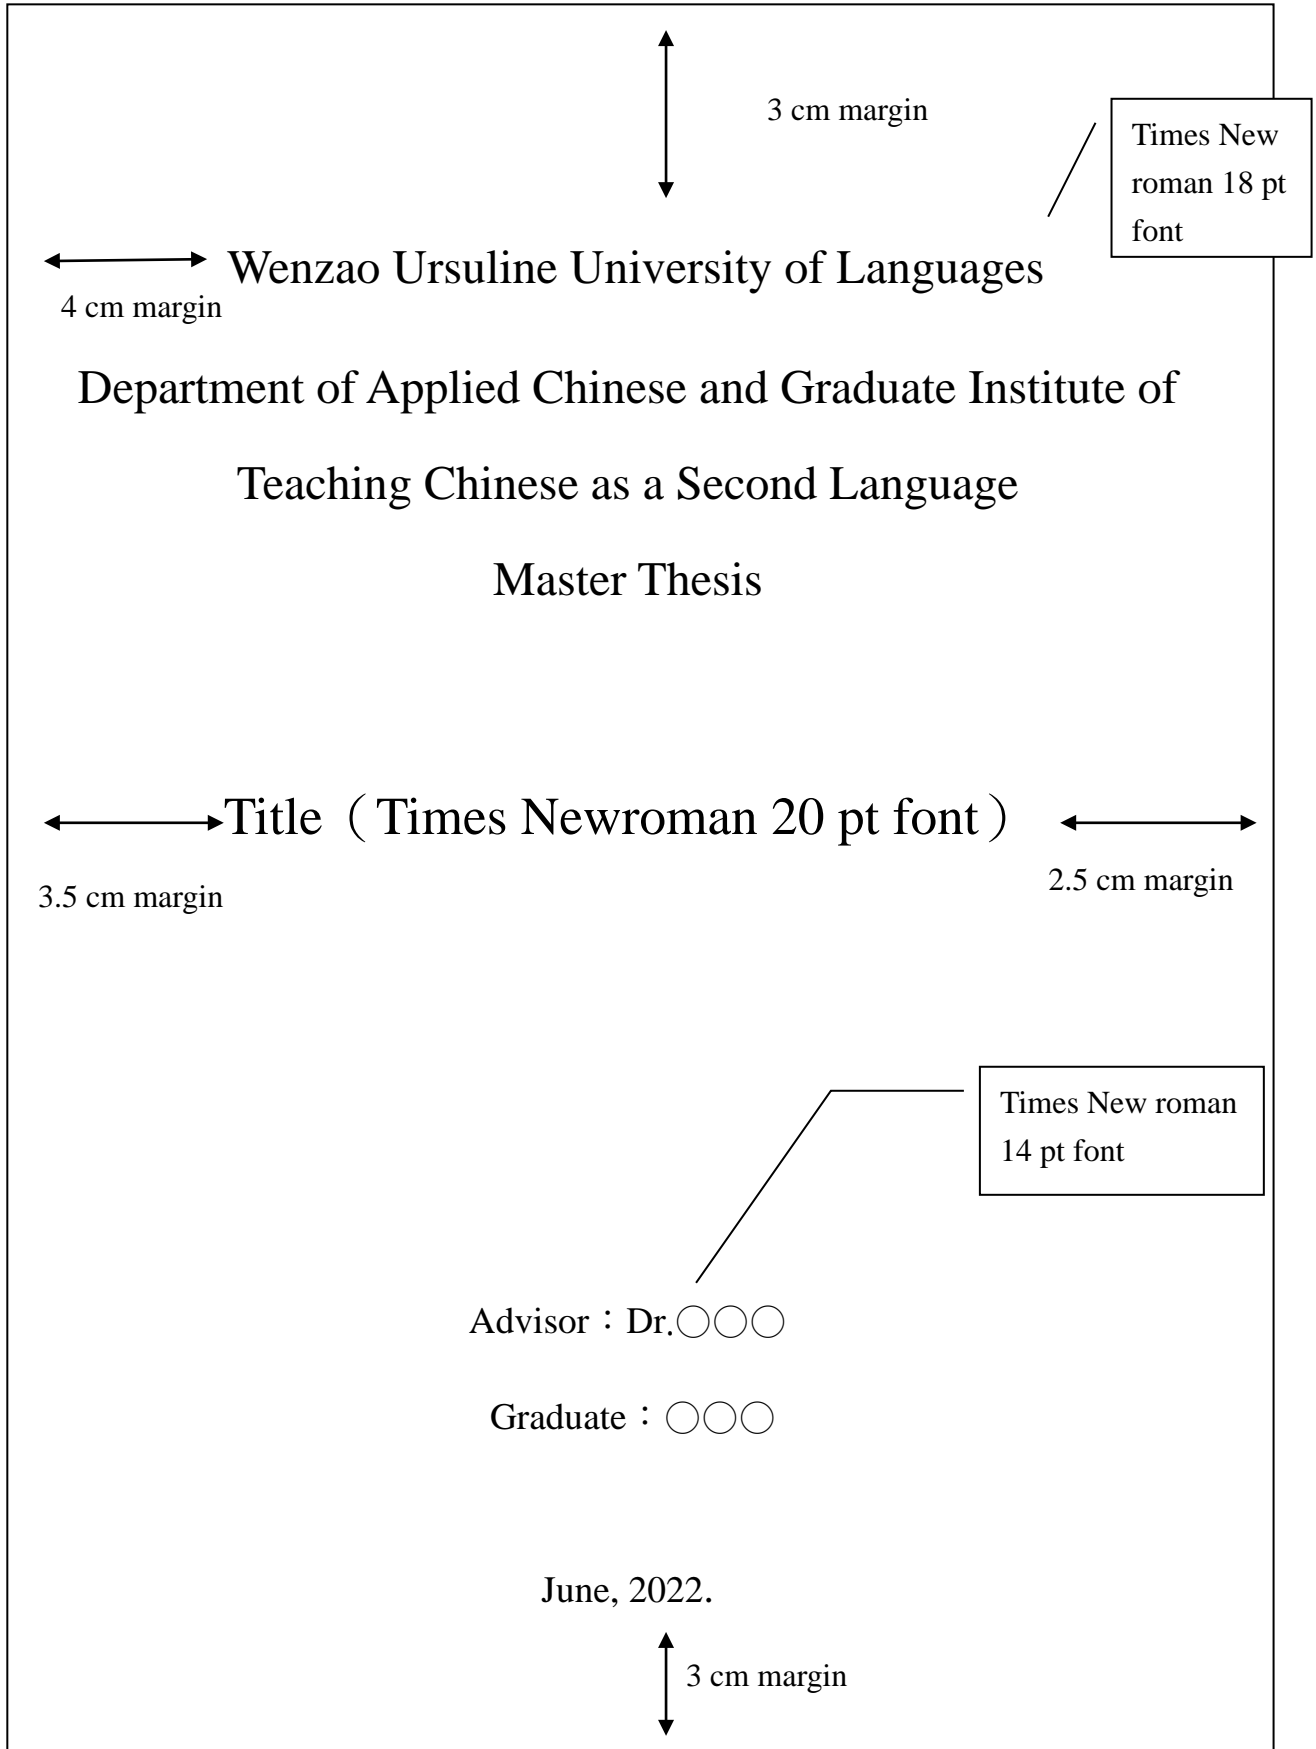 3 cm margin
Times New
roman 18 pt
font
Wenzao Ursuline University of Languages
4 cm margin
Department of Applied Chinese and Graduate Institute of
Teaching Chinese as a Second Language
Master Thesis
Title（Times Newroman 20 pt font）
3.5 cm margin
2.5 cm margin
Times New roman
14 pt font
Advisor：Dr.○○○
Graduate：○○○
June, 2022.
3 cm margin